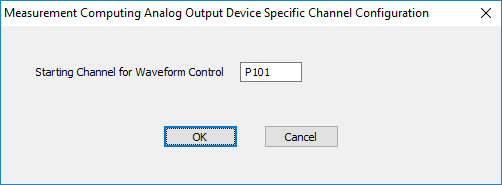 Measurement Computing Analog Output Device Specific Channel Configuration
Starting Channel for Waveform Control P101
OK Cancel